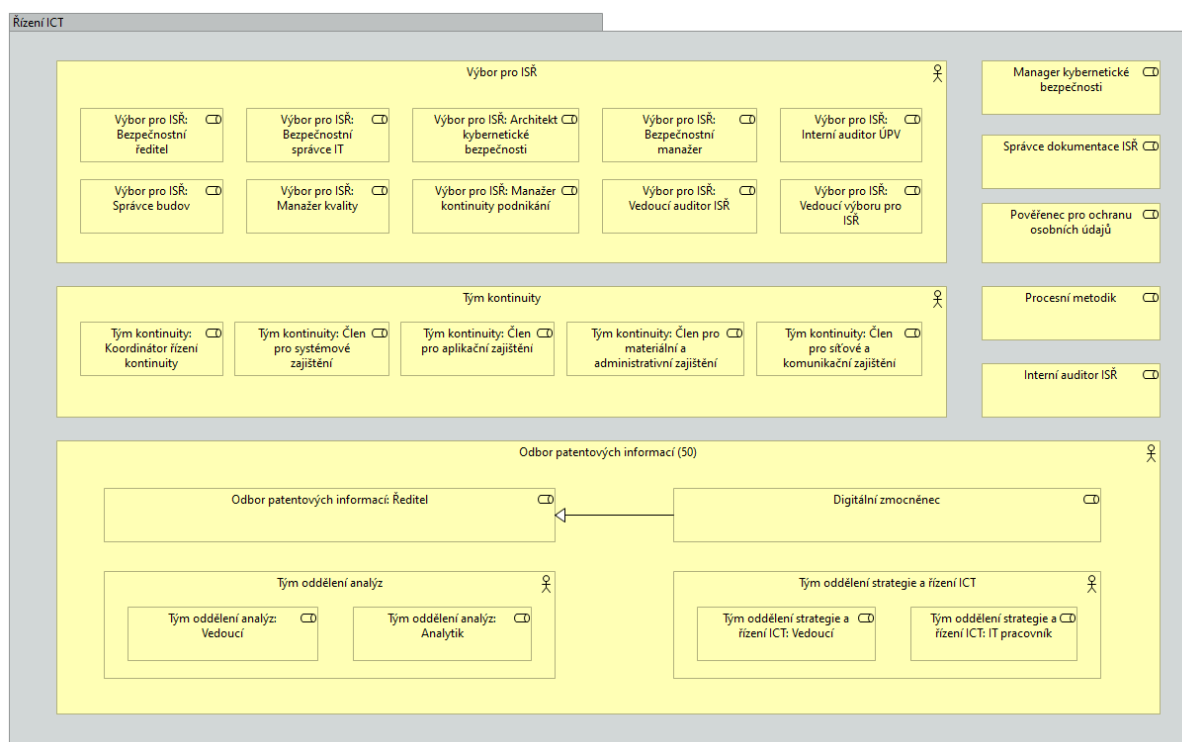 Řízení ICT
Výbor pro ISŘ
Výbor pro ISŘ:
Bezpečnostní
ředitel
Výbor pro ISŘ:
Bezpečnostní
správce IT
Výbor pro ISŘ: Architekt
kybernetické
bezpečnosti
Výbor pro ISŘ:
Bezpečnostní
manažer
Výbor pro ISŘ:
Interní auditor ÚPV
Výbor pro ISŘ:
Správce budov
Výbor pro ISŘ:
Manažer kvality
Výbor pro ISŘ: Manažer
kontinuity podnikání
Výbor pro ISŘ:
Vedoucí auditor ISŘ
Výbor pro ISŘ:
Vedoucí výboru pro
ISŘ
Manager kybernetické
bezpečnosti
Správce dokumentace ISŘ
Pověřenec pro ochranu
osobních údajů
Procesní metodik
Interní auditor ISŘ
Tým kontinuity
Tým kontinuity:
Koordinátor řízení
kontinuity
Tým kontinuity: Člen
pro systémové
zajištění
Tým kontinuity: Člen
pro aplikační zajištění
Tým kontinuity: Člen pro
materiální a
administrativní zajištění
Tým kontinuity: Člen
pro síťové a
komunikační zajištění
Odbor patentových informací (50)
Odbor patentových informací: Ředitel
Digitální zmocněnec
Tým oddělení analýz
Tým oddělení analýz:
Vedoucí
Tým oddělení analýz:
Analytik
Tým oddělení strategie a řízení ICT
Tým oddělení strategie a
řízení ICT: Vedoucí
Tým oddělení strategie a
řízení ICT: IT pracovník